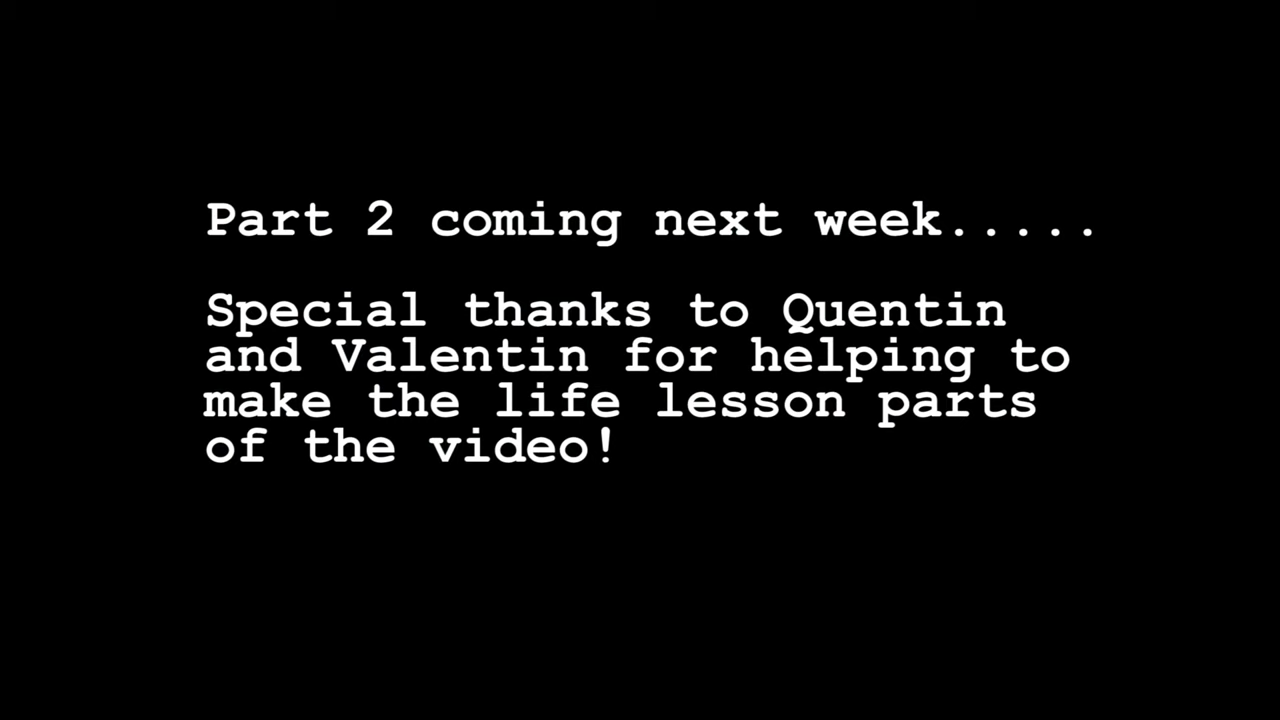 Part 2 coming next week.....
Special thanks to Quentin
and Valentin for helping to
make the life lesson parts
of the video!